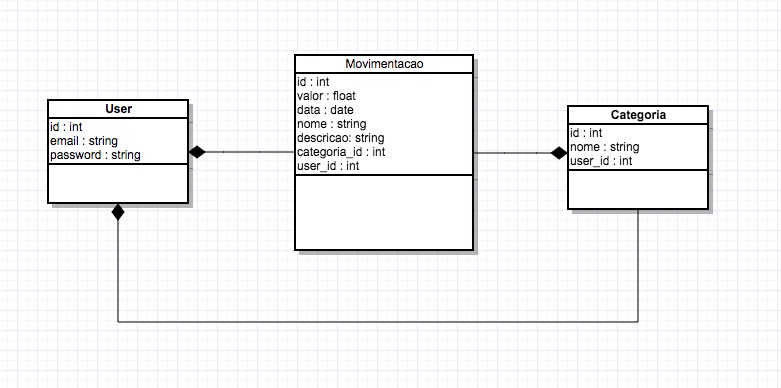 User
id : int
email : string
password : string
Movimentacao
id : int
valor : float
data : date
nome : string
descricao: string
categoria_id : int
user_id : int
Categoria
id : int
nome : string
user_id : int